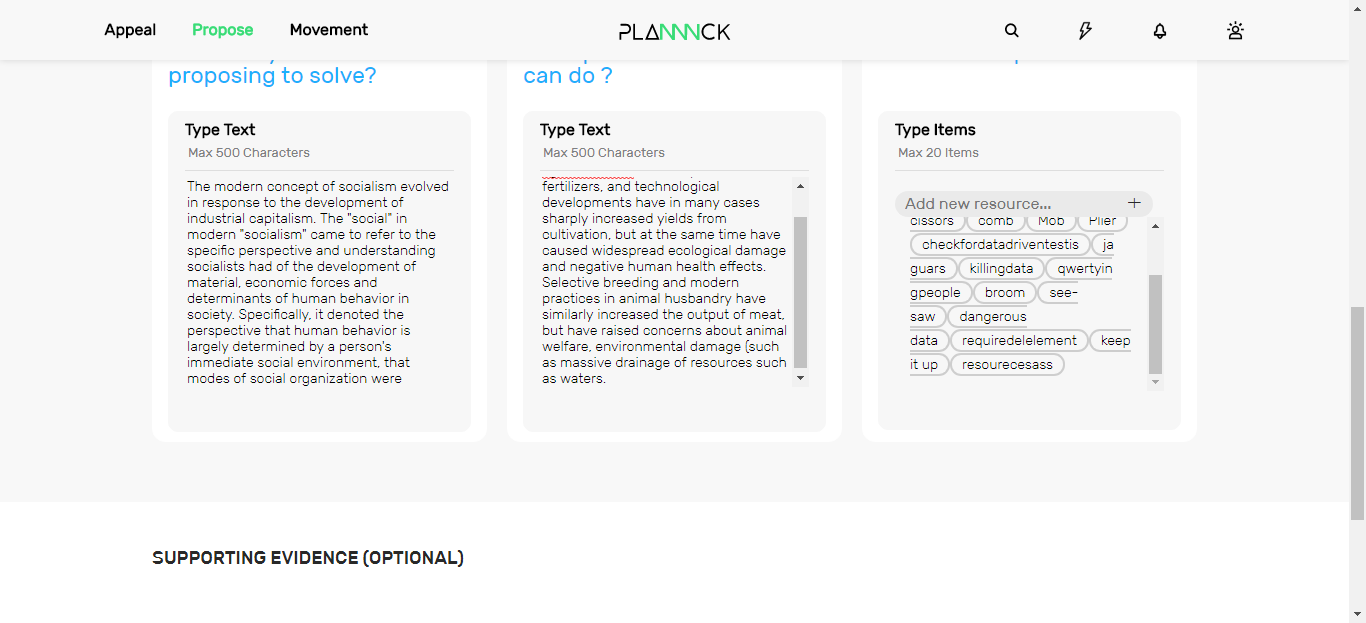 Appeal
Propose
Movement
PLANNNCK
proposing to solve?
can do ?
Type Text
Max 500 Characters
The modern concept of socialism evolved
in response to the development of
industrial capitalism. The "social" in
modern "socialism" came to refer to the
specific perspective and understanding
socialists had of the development of
material, economic forces and
determinants of human behavior in
society. Specifically, it denoted the
perspective that human behavior is
largely determined by a person's
immediate social environment, that
modes of social organization were
Type Text
Max 500 Characters
fertilizers, and technological
developments have in many cases
sharply increased yields from
cultivation, but at the same time have
caused widespread ecological damage
and negative human health effects.
Selective breeding and modern
practices in animal husbandry have
similarly increased the output of meat,
but have raised concerns about animal
welfare, environmental damage (such
as massive drainage of resources such
as waters.
Type Items
Max 20 Items
Add new resource...
cissors comb Mob Plier
checkfordatadriventestis ja
guars killingdata qwertyin
gpeople broom see-
saw dangerous
data requiredelelement keep
it up resourecesass
SUPPORTING EVIDENCE (OPTIONAL)